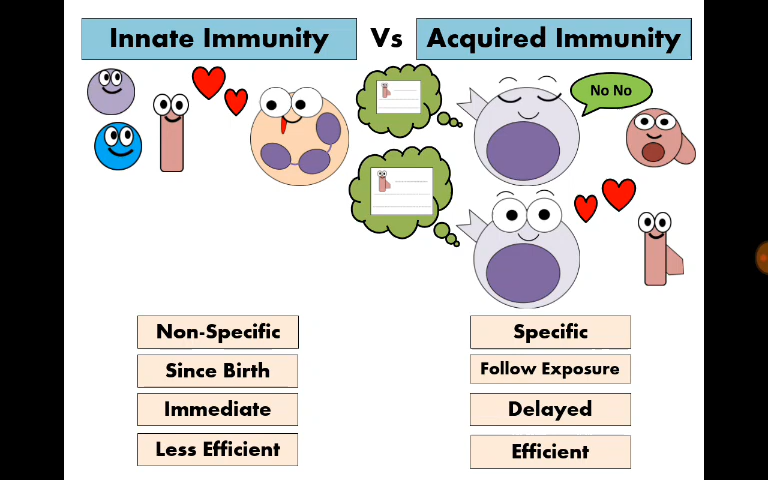 Innate Immunity Vs Acquired Immunity
No No
Non-Specific
Since Birth
Immediate
Less Efficient
Specific
Follow Exposure
Delayed
Efficient